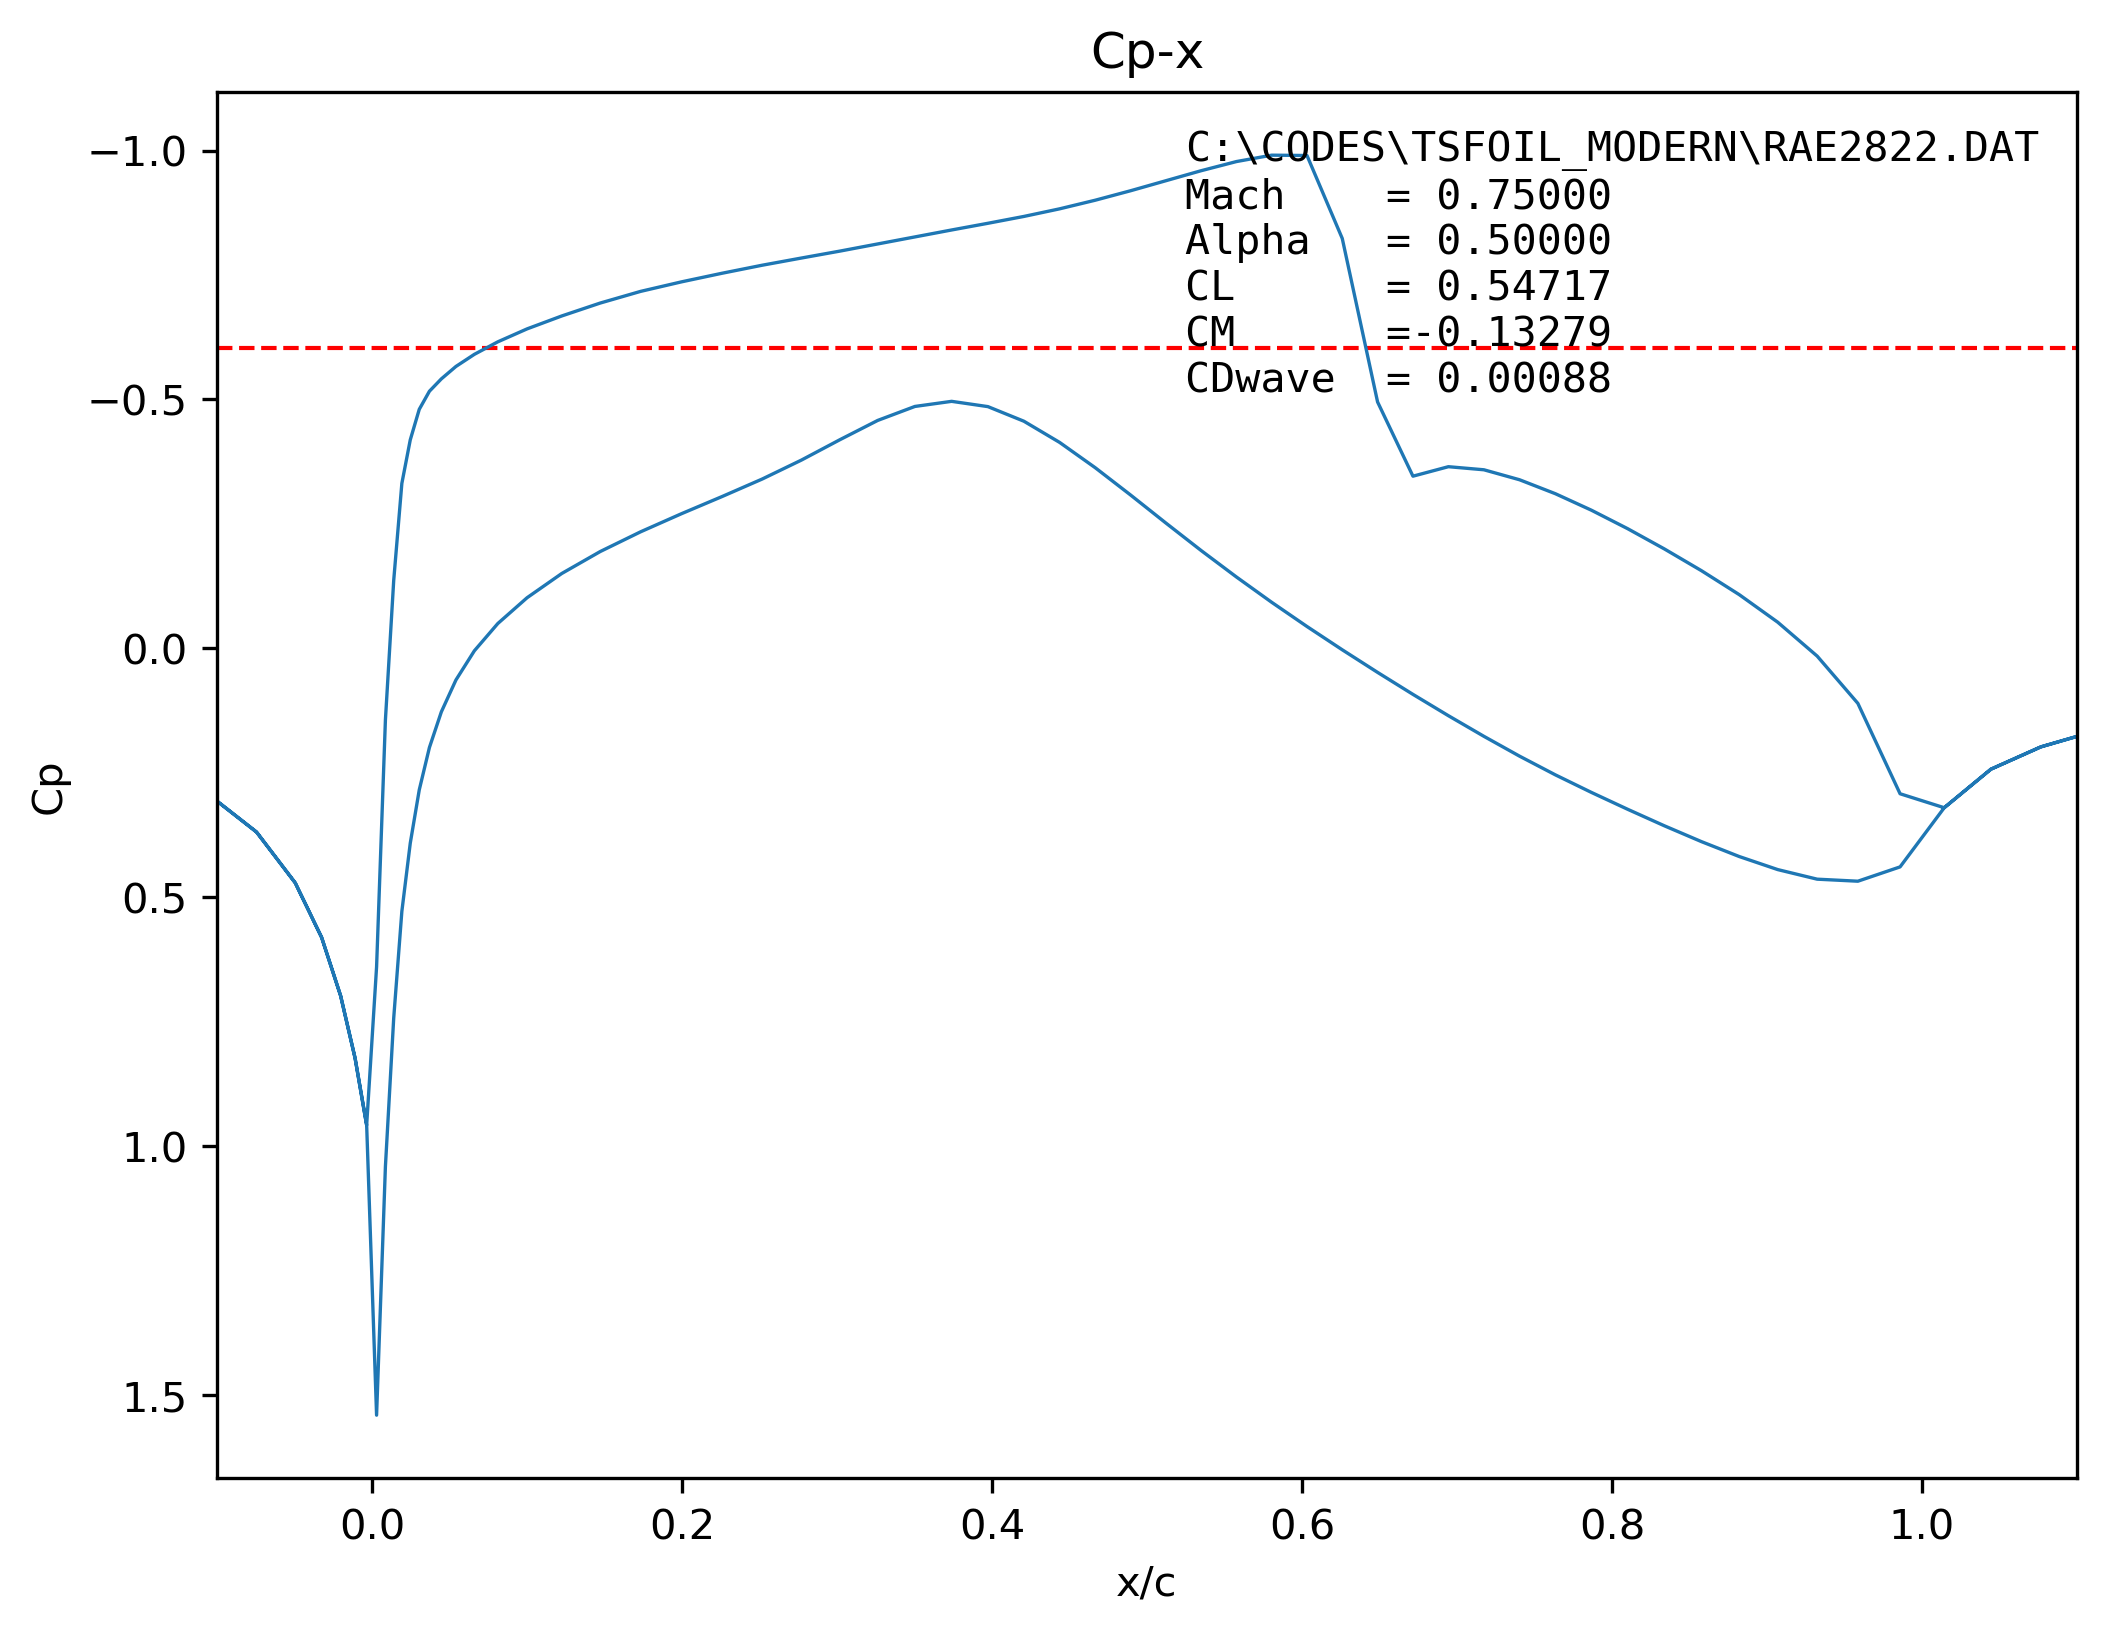 Cp-x
C:\CODES\TSFOIL_MODERN\RAE2822.DAT
Mach    = 0.75000
Alpha   = 0.50000
CL      = 0.54717
CM      =-0.13279
CDwave  = 0.00088
−1.0
−0.5
0.0
0.5
1.0
1.5
Cp
0.0 0.2 0.4 0.6 0.8 1.0
x/c